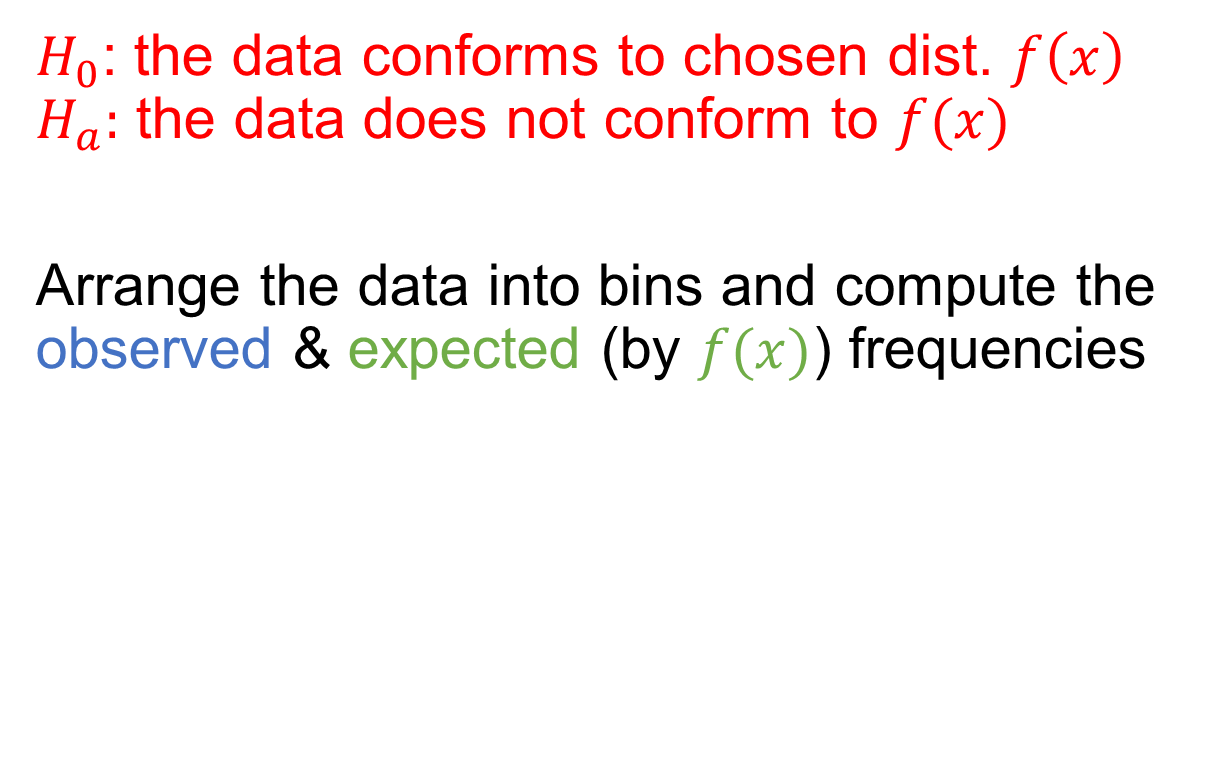 H₀: the data conforms to chosen dist. f(x)
Hₐ: the data does not conform to f(x)
Arrange the data into bins and compute the
observed & expected (by f(x)) frequencies